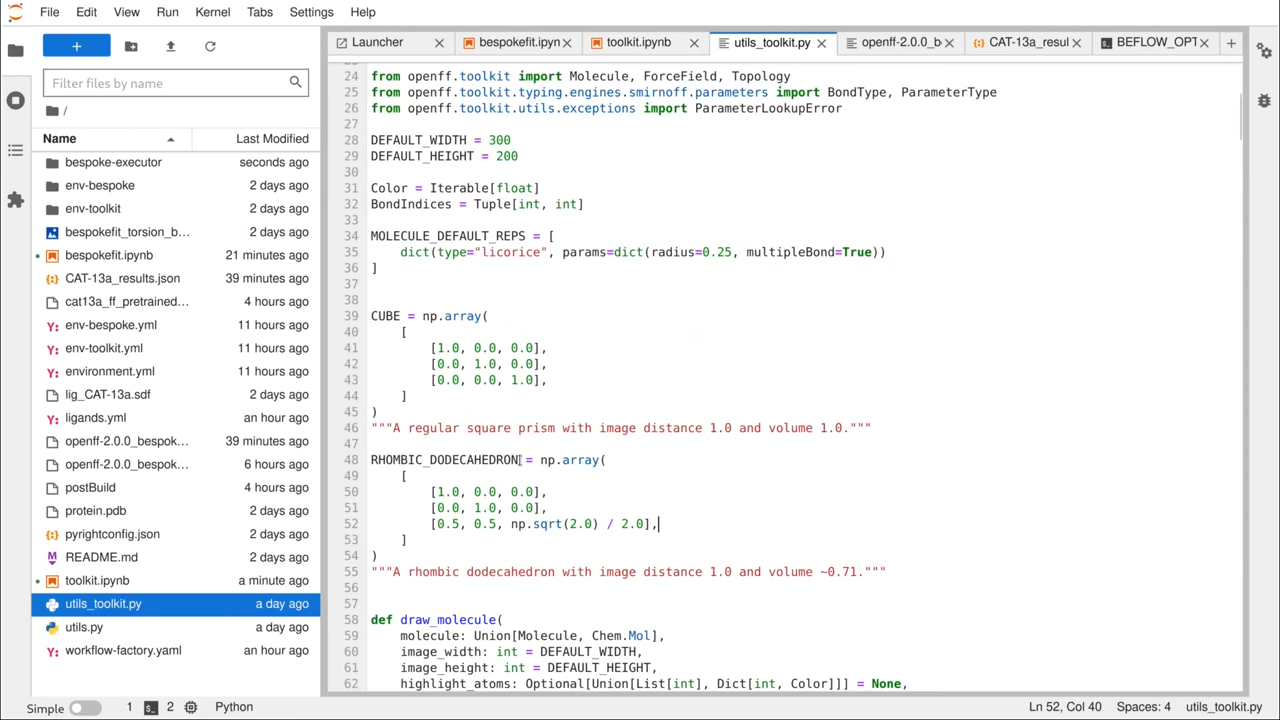 File Edit View Run Kernel Tabs Settings Help
Launcher
bespokefit.ipyn
toolkit.ipynb
utils_toolkit.py
openff-2.0.0_b
CAT-13a_resul
BEFLOW_OPT
Filter files by name
/
Name Last Modified
bespoke-executor seconds ago
env-bespoke 2 days ago
env-toolkit 2 days ago
bespokefit_torsion_b... 2 days ago
bespokefit.ipynb 21 minutes ago
CAT-13a_results.json 39 minutes ago
cat13a_ff_pretrained... 4 hours ago
env-bespoke.yml 11 hours ago
env-toolkit.yml 11 hours ago
environment.yml 11 hours ago
lig_CAT-13a.sdf 2 days ago
ligands.yml an hour ago
openff-2.0.0_bespok... 39 minutes ago
openff-2.0.0_bespok... 6 hours ago
postBuild 4 hours ago
protein.pdb 2 days ago
pyrightconfig.json 2 days ago
README.md 2 days ago
toolkit.ipynb a minute ago
utils_toolkit.py a day ago
utils.py a day ago
workflow-factory.yaml an hour ago
24 from openff.toolkit import Molecule, ForceField, Topology
25 from openff.toolkit.typing.engines.smirnoff.parameters import BondType, ParameterType
26 from openff.toolkit.utils.exceptions import ParameterLookupError
27
28 DEFAULT_WIDTH = 300
29 DEFAULT_HEIGHT = 200
30
31 Color = Iterable[float]
32 BondIndices = Tuple[int, int]
33
34 MOLECULE_DEFAULT_REPS = [
35 dict(type="licorice", params=dict(radius=0.25, multipleBond=True))
36 ]
37
38
39 CUBE = np.array(
40 [
41 [1.0, 0.0, 0.0],
42 [0.0, 1.0, 0.0],
43 [0.0, 0.0, 1.0],
44 ]
45 )
46 """A regular square prism with image distance 1.0 and volume 1.0."""
47
48 RHOMBIC_DODECAHEDRON = np.array(
49 [
50 [1.0, 0.0, 0.0],
51 [0.0, 1.0, 0.0],
52 [0.5, 0.5, np.sqrt(2.0) / 2.0],
53 ]
54 )
55 """A rhombic dodecahedron with image distance 1.0 and volume ~0.71."""
56
57
58 def draw_molecule(
59 molecule: Union[Molecule, Chem.Mol],
60 image_width: int = DEFAULT_WIDTH,
61 image_height: int = DEFAULT_HEIGHT,
62 highlight_atoms: Optional[Union[List[int], Dict[int, Color]]] = None,
Simple 1 2 Python Ln 52, Col 40 Spaces: 4 utils_toolkit.py